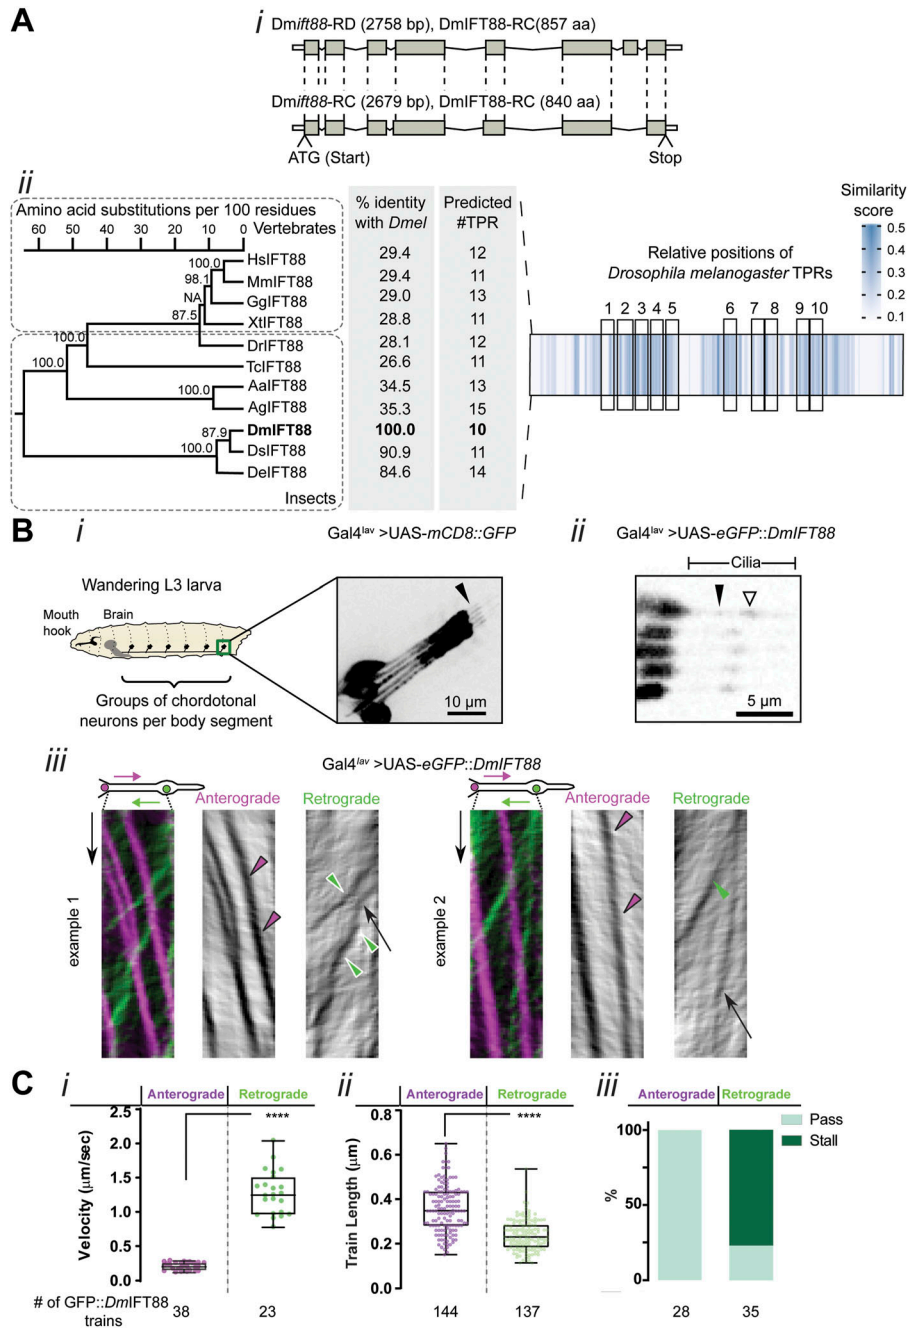 A
i
Dmift88-RD (2758 bp), DmIFT88-RC(857 aa)
Dmift88-RC (2679 bp), DmIFT88-RC (840 aa)
ATG (Start)
Stop
ii
Amino acid substitutions per 100 residues
60 50 40 30 20 10 0 Vertebrates
% identity with Dmel
Predicted #TPR
HsIFT88 29.4 12
MmIFT88 29.4 11
GgIFT88 29.0 13
XtIFT88 28.8 11
DrIFT88 28.1 12
TcIFT88 26.6 11
AaIFT88 34.5 13
AgIFT88 35.3 15
DmIFT88 100.0 10
DsIFT88 90.9 11
DeIFT88 84.6 14
100.0
98.1
NA
87.5
100.0
100.0
100.0
87.9
100.0
Insects
Relative positions of
Drosophila melanogaster TPRs
1 2 3 4 5 6 7 8 9 10
Similarity
score
0.5
0.4
0.3
0.2
0.1
B
i
Gal4lav >UAS-mCD8::GFP
Wandering L3 larva
Mouth
hook
Brain
Groups of chordotonal
neurons per body segment
10 µm
ii
Gal4lav >UAS-eGFP::DmIFT88
Cilia
5 µm
iii
Gal4lav >UAS-eGFP::DmIFT88
Anterograde
Retrograde
example 1
Anterograde
Retrograde
example 2
C
i
Anterograde Retrograde
Velocity (µm/sec)
2.5
2.0
1.5
1.0
0.5
0.0
****
# of GFP::DmIFT88
trains
38 23
ii
Anterograde Retrograde
Train Length (µm)
0.8
0.6
0.4
0.2
0.0
****
144 137
iii
Anterograde Retrograde
Pass
Stall
%
100
50
0
28 35